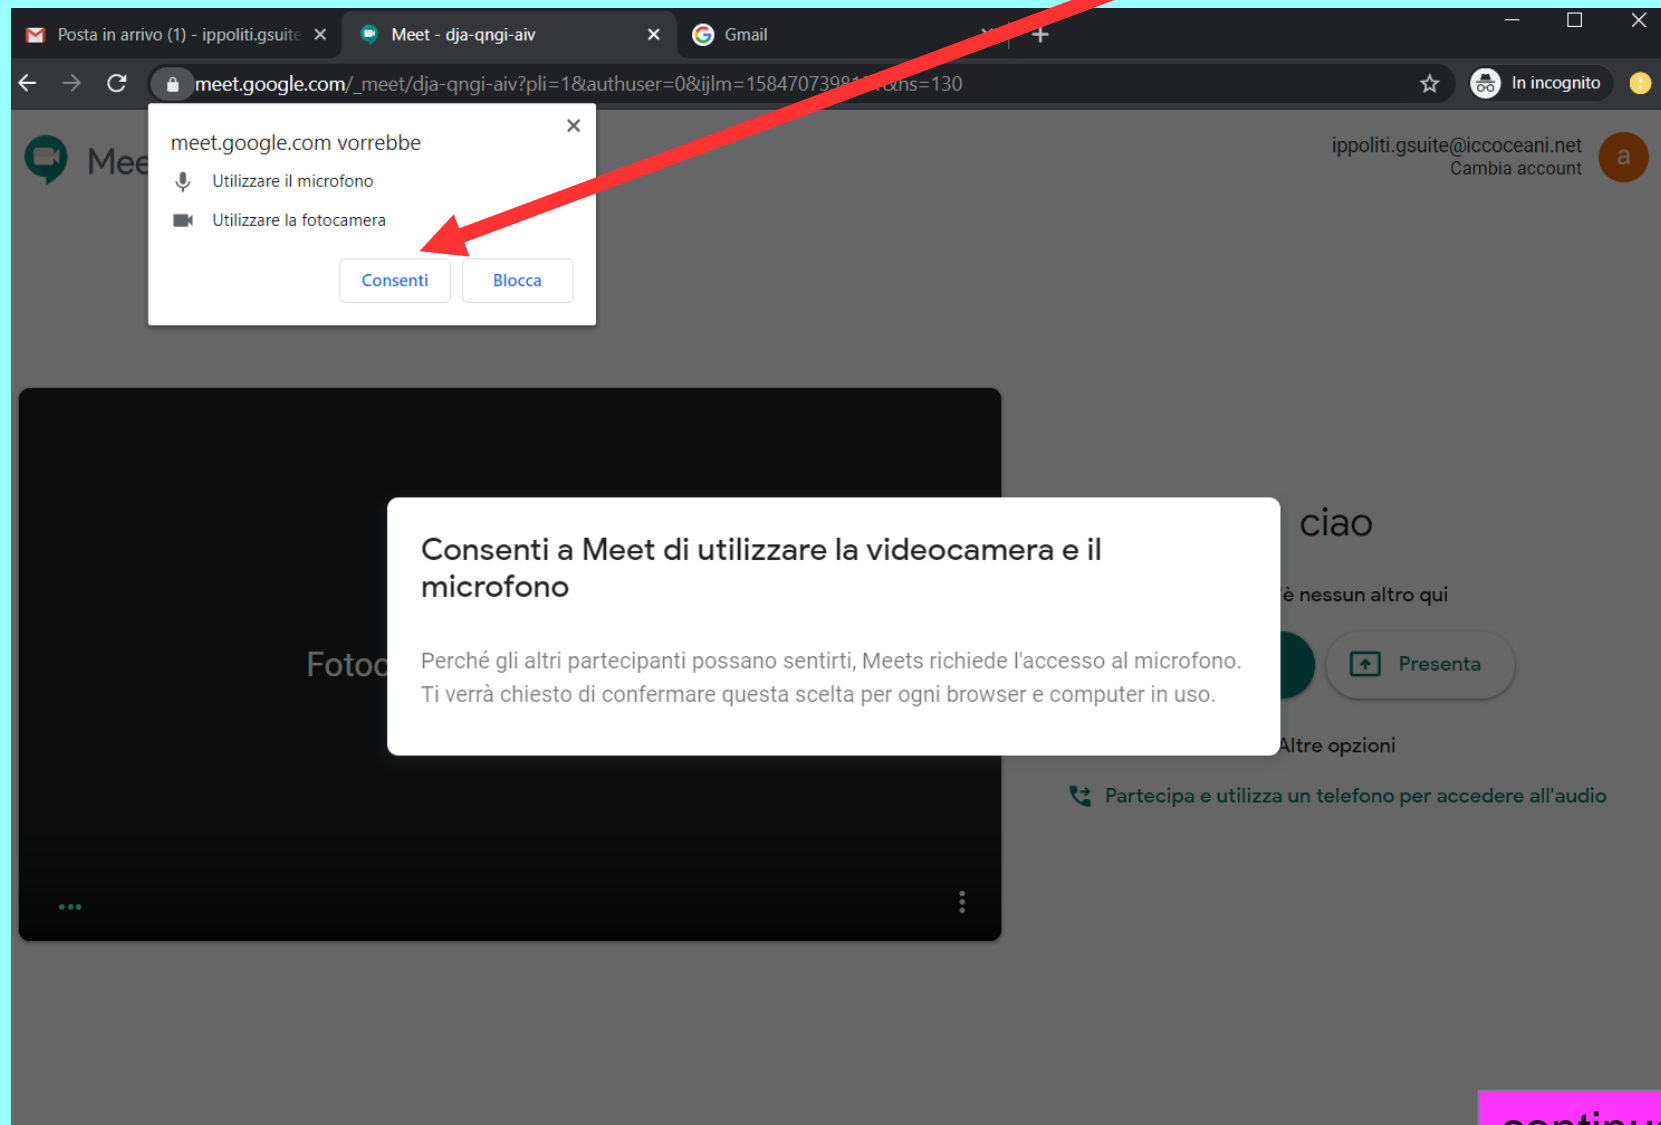 Posta in arrivo (1) - ippoliti.gsuite
Meet - dja-qngi-aiv
Gmail
meet.google.com/_meet/dja-qngi-aiv?pli=1&authuser=0&ijlm=15847073981
hs=130
In incognito
meet.google.com vorrebbe
Utilizzare il microfono
Utilizzare la fotocamera
Consenti
Blocca
Mee
ippoliti.gsuite@iccoceani.net
Cambia account
a
ciao
è nessun altro qui
Presenta
Altre opzioni
Partecipa e utilizza un telefono per accedere all'audio
Fotoc
Consenti a Meet di utilizzare la videocamera e il
microfono
Perché gli altri partecipanti possano sentirti, Meets richiede l'accesso al microfono.
Ti verrà chiesto di confermare questa scelta per ogni browser e computer in uso.